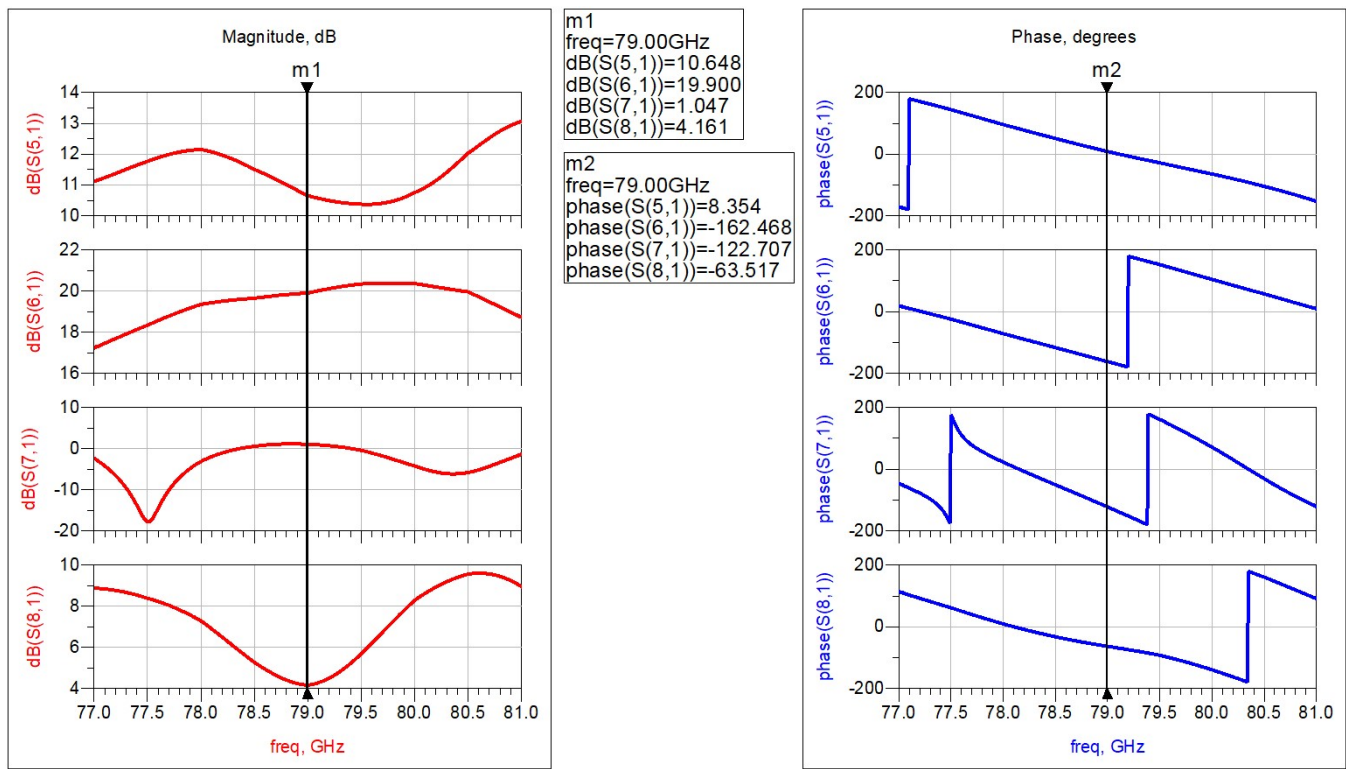 Magnitude, dB
m1
dB(S(5,1))
14
13
12
11
10
dB(S(6,1))
22
20
18
16
dB(S(7,1))
10
0
-10
-20
dB(S(8,1))
10
8
6
4
77.0 77.5 78.0 78.5 79.0 79.5 80.0 80.5 81.0
freq, GHz
m1
freq=79.00GHz
dB(S(5,1))=10.648
dB(S(6,1))=19.900
dB(S(7,1))=1.047
dB(S(8,1))=4.161
m2
freq=79.00GHz
phase(S(5,1))=8.354
phase(S(6,1))=-162.468
phase(S(7,1))=-122.707
phase(S(8,1))=-63.517
Phase, degrees
m2
phase(S(5,1))
200
0
-200
phase(S(6,1))
200
0
-200
phase(S(7,1))
200
0
-200
phase(S(8,1))
200
0
-200
77.0 77.5 78.0 78.5 79.0 79.5 80.0 80.5 81.0
freq, GHz